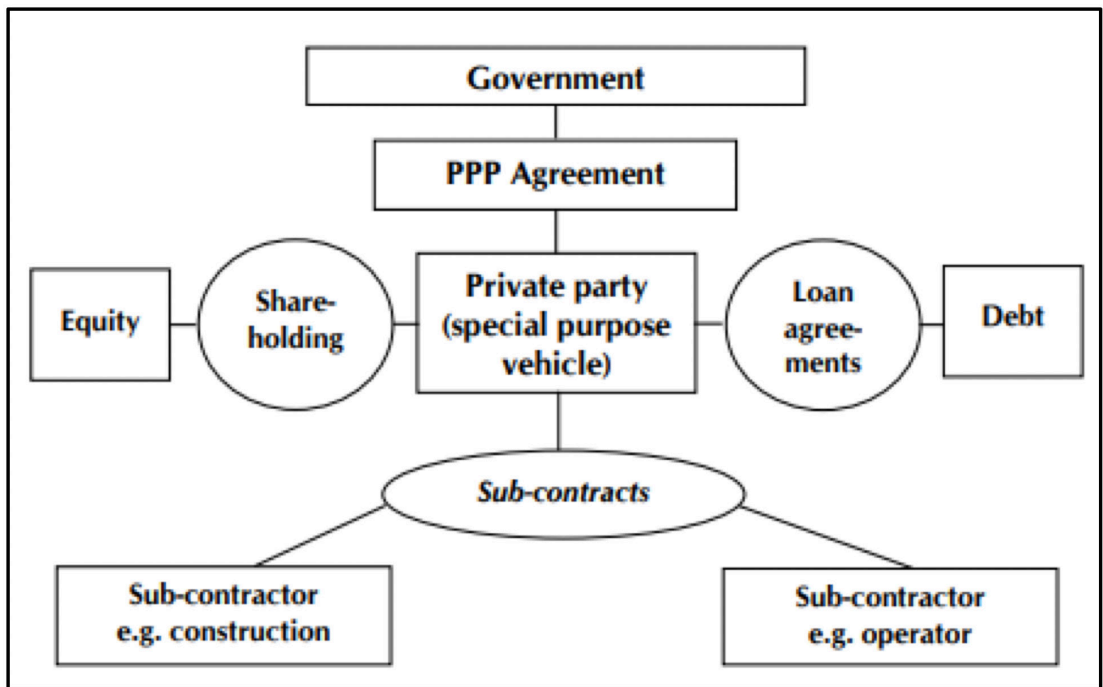 Government
PPP Agreement
Equity
Share-
holding
Private party
(special purpose
vehicle)
Loan
agree-
ments
Debt
Sub-contracts
Sub-contractor
e.g. construction
Sub-contractor
e.g. operator